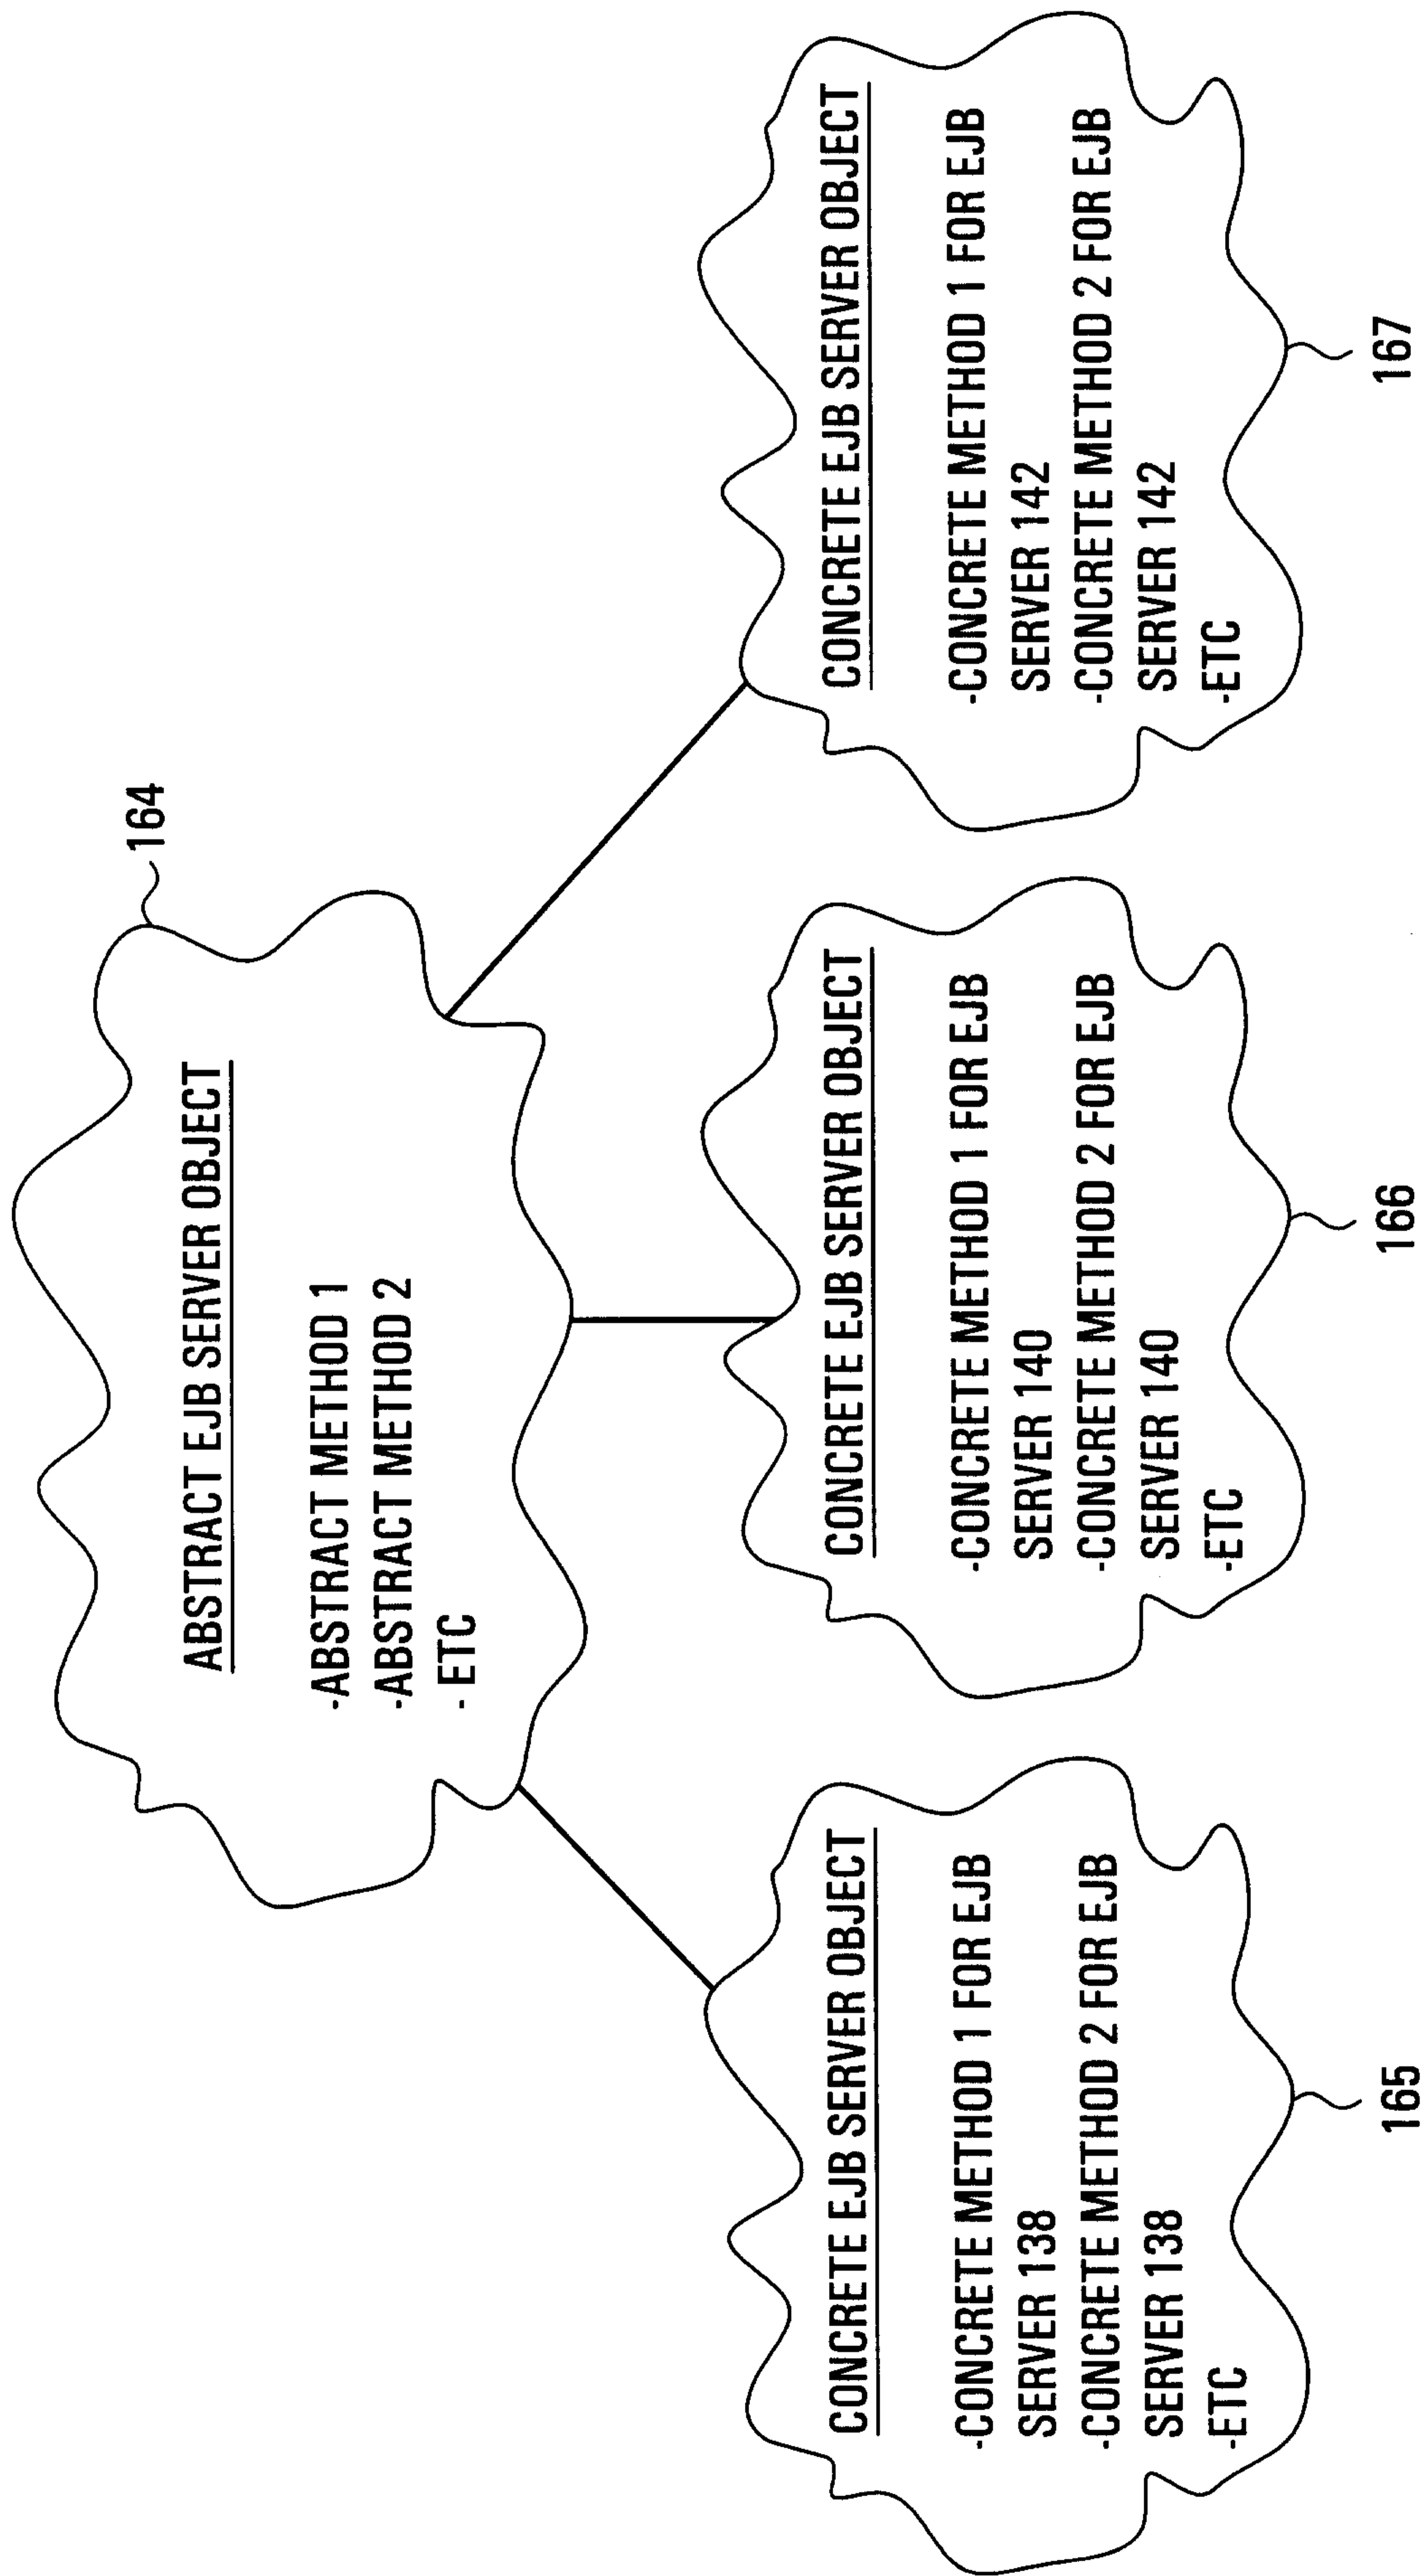 164
ABSTRACT EJB SERVER OBJECT
-ABSTRACT METHOD 1
-ABSTRACT METHOD 2
- ETC
CONCRETE EJB SERVER OBJECT
-CONCRETE METHOD 1 FOR EJB
SERVER 138
-CONCRETE METHOD 2 FOR EJB
SERVER 138
-ETC
165
CONCRETE EJB SERVER OBJECT
-CONCRETE METHOD 1 FOR EJB
SERVER 140
-CONCRETE METHOD 2 FOR EJB
SERVER 140
-ETC
166
CONCRETE EJB SERVER OBJECT
-CONCRETE METHOD 1 FOR EJB
SERVER 142
-CONCRETE METHOD 2 FOR EJB
SERVER 142
-ETC
167